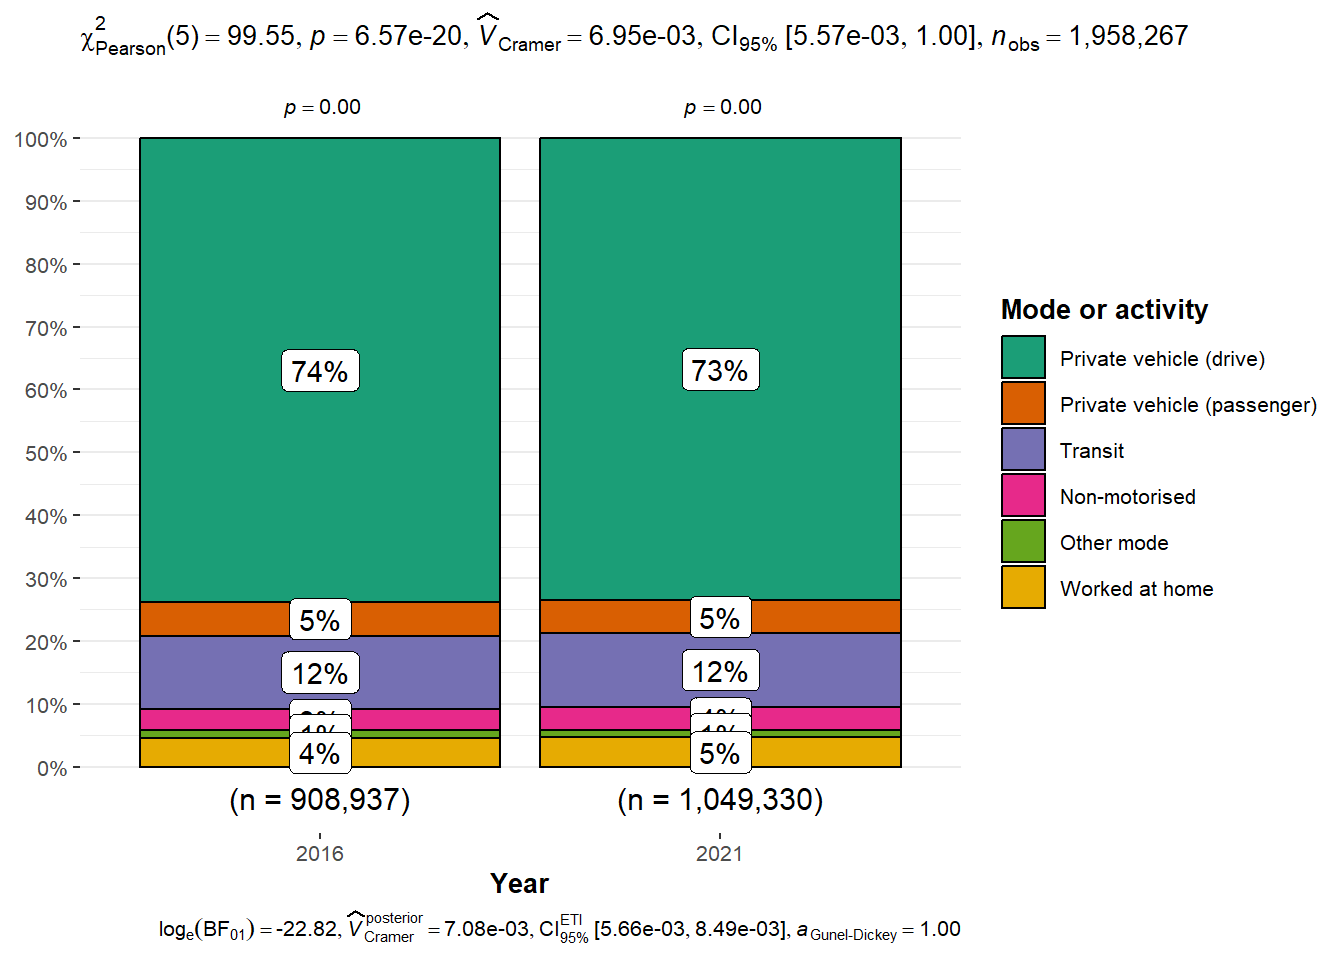 χ²Pearson(5) = 99.55, p = 6.57e-20, V̂Cramer = 6.95e-03, CI95% [5.57e-03, 1.00], nobs = 1,958,267
p = 0.00 p = 0.00
100%
90%
80%
70%
60%
50%
40%
30%
20%
10%
0%
74% 73%
5% 5%
12% 12%
1% 1%
4% 5%
(n = 908,937) (n = 1,049,330)
2016 2021
Year
Mode or activity
Private vehicle (drive)
Private vehicle (passenger)
Transit
Non-motorised
Other mode
Worked at home
loge(BF01) = -22.82, V̂posteriorCramer = 7.08e-03, CIETI95% [5.66e-03, 8.49e-03], aGunel-Dickey = 1.00